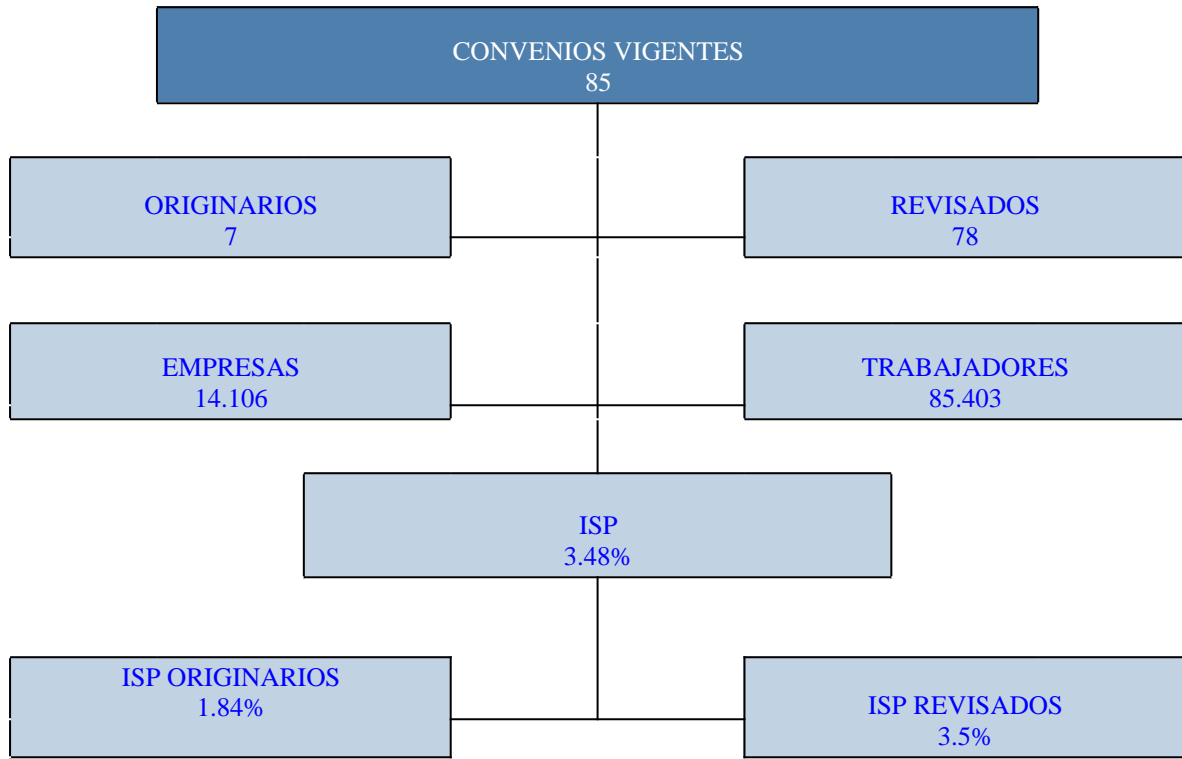 CONVENIOS VIGENTES
85
ORIGINARIOS
7
REVISADOS
78
EMPRESAS
14.106
TRABAJADORES
85.403
ISP
3.48%
ISP ORIGINARIOS
1.84%
ISP REVISADOS
3.5%